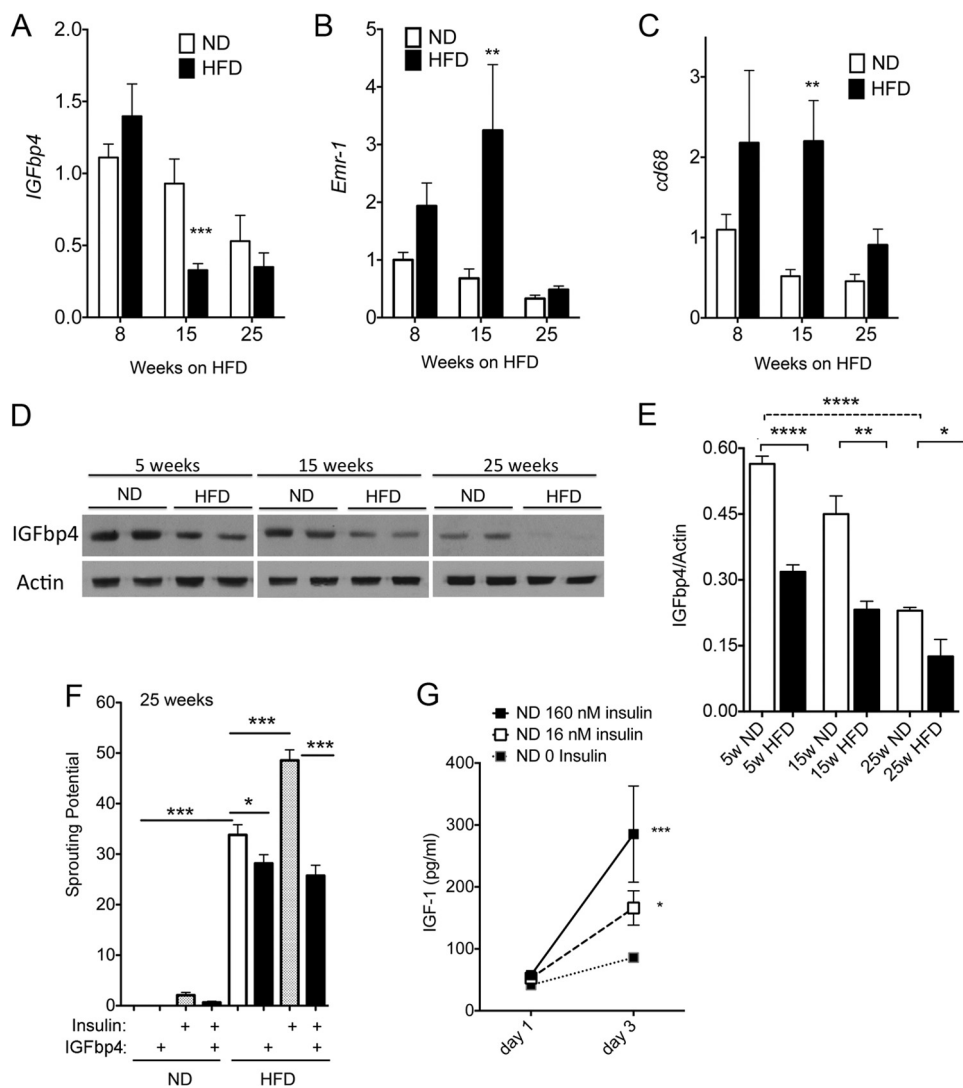 A
2.0
1.5
1.0
0.5
0.0
IGFbp4
ND
HFD
***
8 15 25
Weeks on HFD
B
5
4
3
2
1
0
Emr-1
ND
HFD
**
8 15 25
Weeks on HFD
C
3
2
1
0
cd68
ND
HFD
**
8 15 25
Weeks on HFD
D
5 weeks 15 weeks 25 weeks
ND HFD ND HFD ND HFD
IGFbp4
Actin
E
****
**** ** *
0.60
0.45
0.30
0.15
0.00
IGFbp4/Actin
5w ND
5w HFD
15w ND
15w HFD
25w ND
25w HFD
F
25 weeks
60
50
40
30
20
10
0
Sprouting Potential
***
***
***
*
Insulin: + + + +
IGFbp4: + + + +
ND HFD
G
ND 160 nM insulin
ND 16 nM insulin
ND 0 Insulin
400
300
200
100
0
IGF-1 (pg/ml)
***
*
day 1
day 3